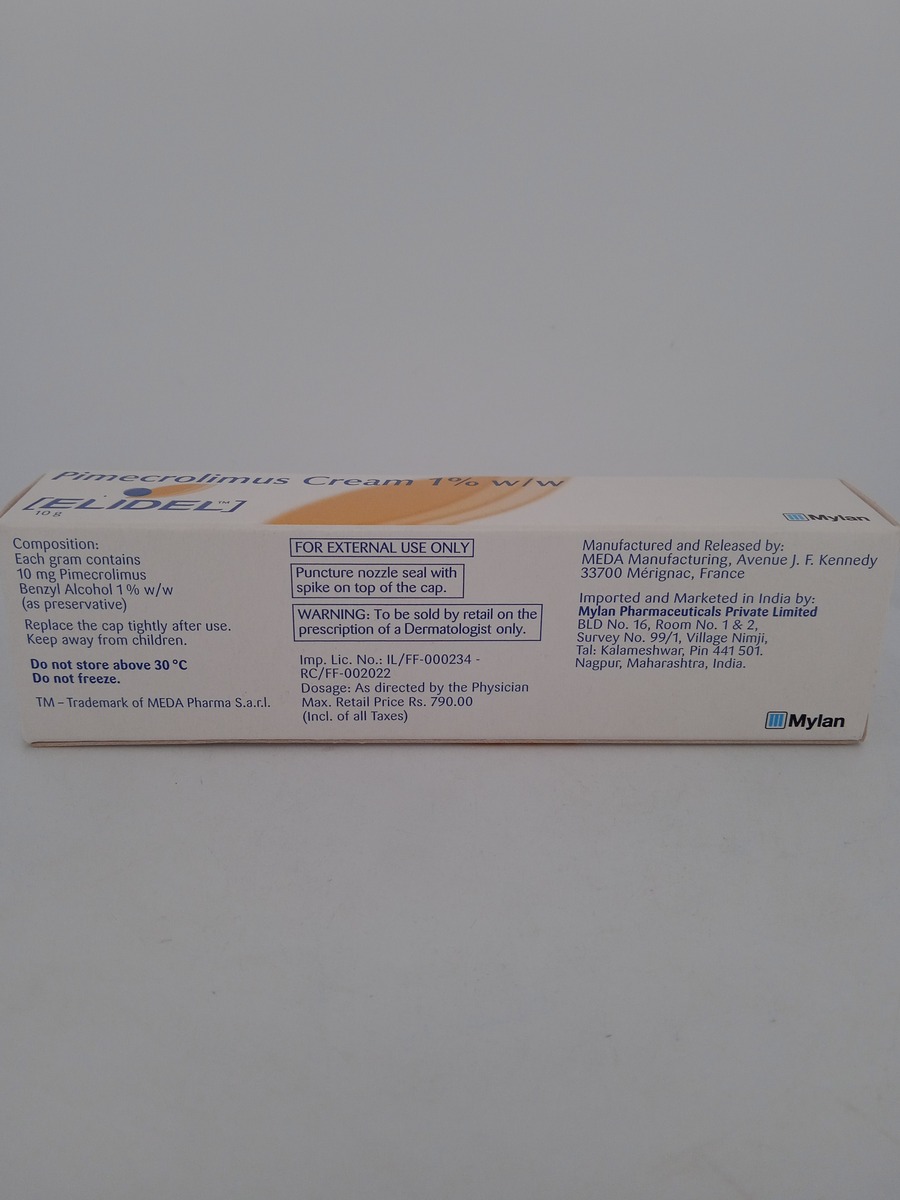 Pimecrolimus Cream 1% w/w
[ELIDEL™]
10 g
Mylan
Composition:
Each gram contains
10 mg Pimecrolimus
Benzyl Alcohol 1% w/w
(as preservative)
Replace the cap tightly after use.
Keep away from children.
Do not store above 30 °C
Do not freeze.
TM – Trademark of MEDA Pharma S.a.r.l.
FOR EXTERNAL USE ONLY
Puncture nozzle seal with
spike on top of the cap.
WARNING: To be sold by retail on the
prescription of a Dermatologist only.
Imp. Lic. No.: IL/FF-000234 -
RC/FF-002022
Dosage: As directed by the Physician
Max. Retail Price Rs. 790.00
(Incl. of all Taxes)
Manufactured and Released by:
MEDA Manufacturing, Avenue J. F. Kennedy
33700 Mérignac, France
Imported and Marketed in India by:
Mylan Pharmaceuticals Private Limited
BLD No. 16, Room No. 1 & 2,
Survey No. 99/1, Village Nimji,
Tal: Kalameshwar, Pin 441 501.
Nagpur, Maharashtra, India.
Mylan